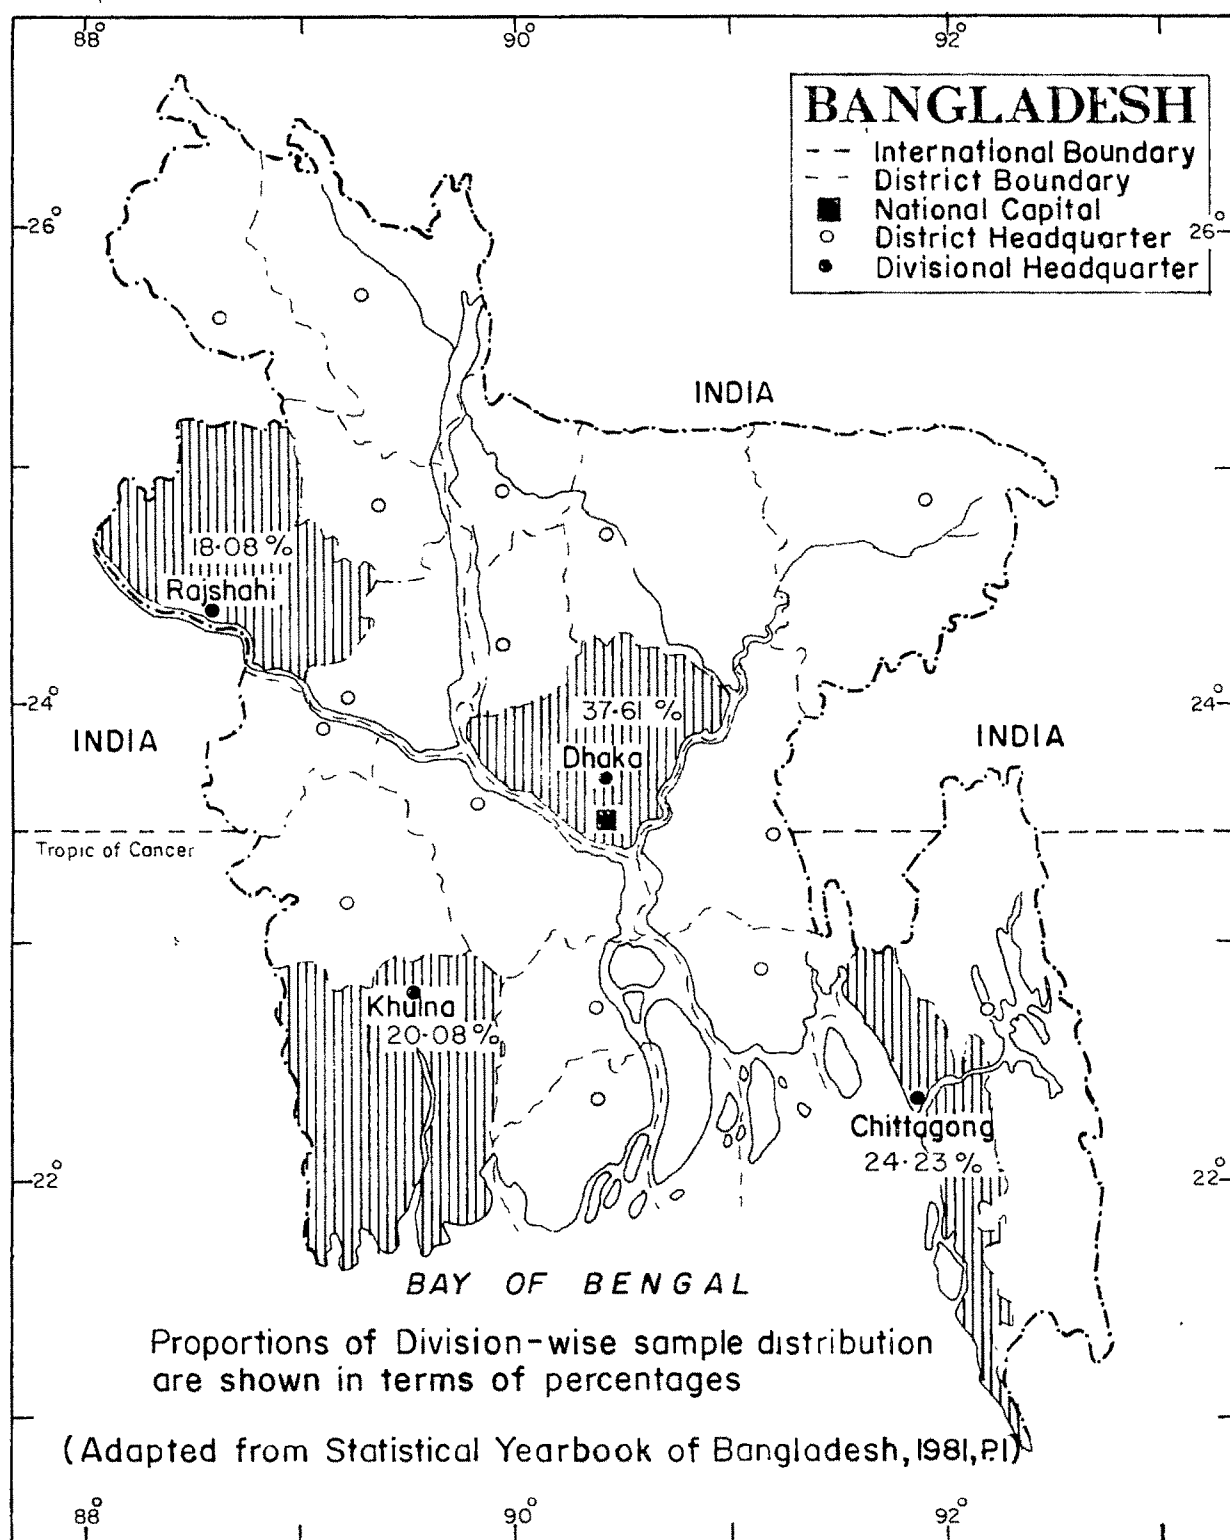 88° 90° 92°
BANGLADESH
International Boundary
District Boundary
National Capital
District Headquarter
Divisional Headquarter
26° 26°
INDIA
18·08 %
Rajshahi
24° 24°
37·61 %
INDIA INDIA
Dhaka
Tropic of Cancer
Khulna
20·08 %
Chittagong
24·23 %
22° 22°
BAY OF BENGAL
Proportions of Division-wise sample distribution
are shown in terms of percentages
(Adapted from Statistical Yearbook of Bangladesh, 1981, P.1)
88° 90° 92°